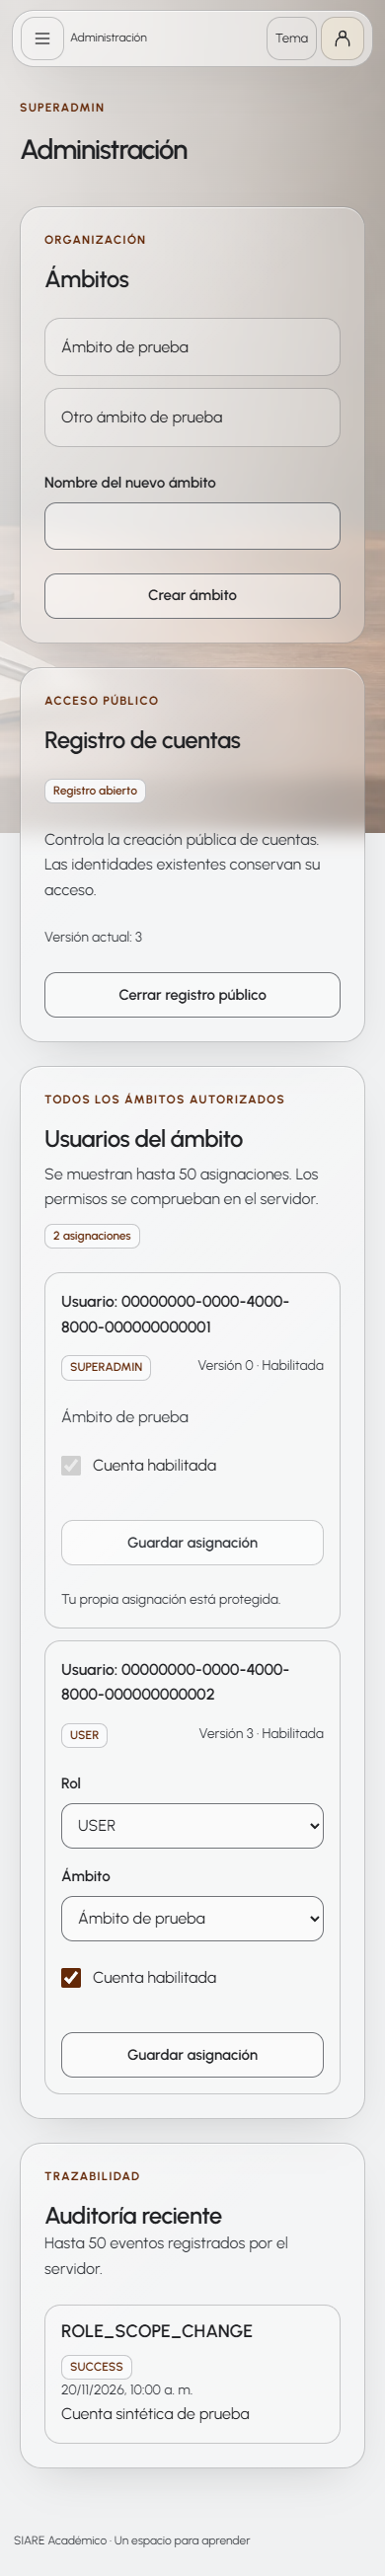 Administración
Tema
SUPERADMIN
Administración
ORGANIZACIÓN
Ámbitos
Ámbito de prueba
Otro ámbito de prueba
Nombre del nuevo ámbito
Crear ámbito
ACCESO PÚBLICO
Registro de cuentas
Registro abierto
Controla la creación pública de cuentas.
Las identidades existentes conservan su
acceso.
Versión actual: 3
Cerrar registro público
TODOS LOS ÁMBITOS AUTORIZADOS
Usuarios del ámbito
Se muestran hasta 50 asignaciones. Los
permisos se comprueban en el servidor.
2 asignaciones
Usuario: 00000000-0000-4000-
8000-000000000001
SUPERADMIN
Versión 0 · Habilitada
Ámbito de prueba
Cuenta habilitada
Guardar asignación
Tu propia asignación está protegida.
Usuario: 00000000-0000-4000-
8000-000000000002
USER
Versión 3 · Habilitada
Rol
USER
Ámbito
Ámbito de prueba
Cuenta habilitada
Guardar asignación
TRAZABILIDAD
Auditoría reciente
Hasta 50 eventos registrados por el
servidor.
ROLE_SCOPE_CHANGE
SUCCESS
20/11/2026, 10:00 a. m.
Cuenta sintética de prueba
SIARE Académico · Un espacio para aprender